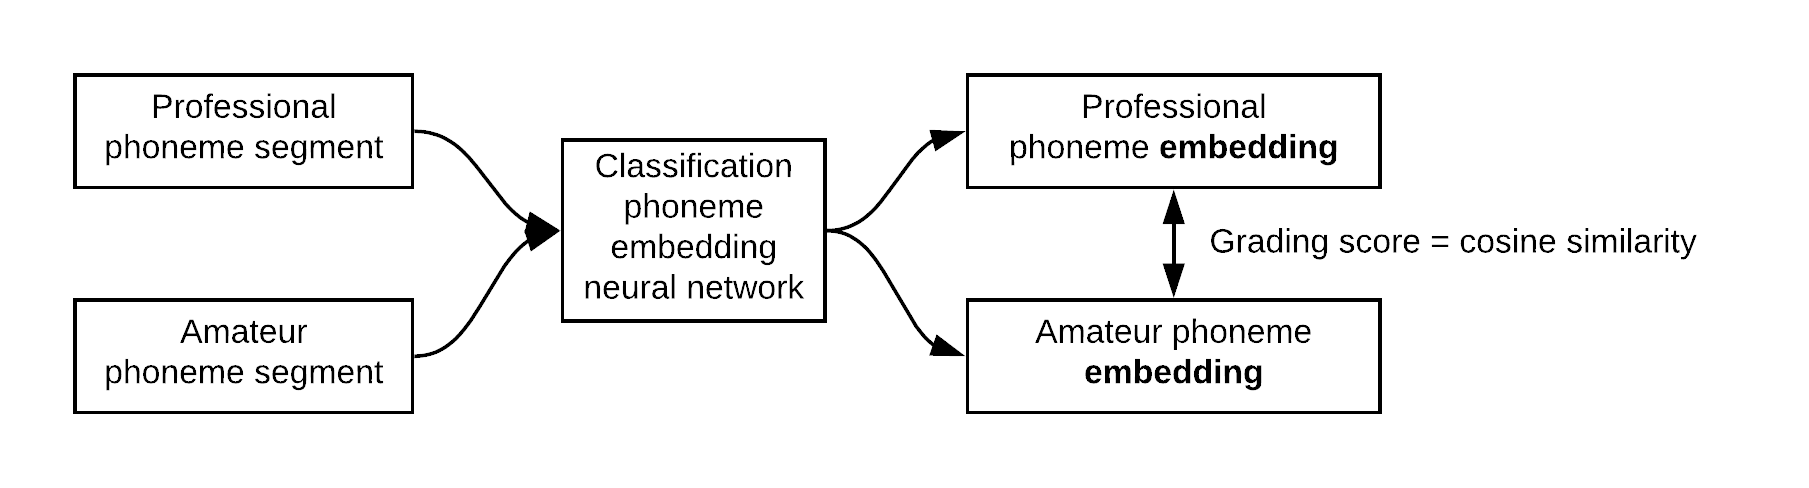 Professional
phoneme segment
Amateur
phoneme segment
Classification
phoneme
embedding
neural network
Professional
phoneme embedding
Grading score = cosine similarity
Amateur phoneme
embedding